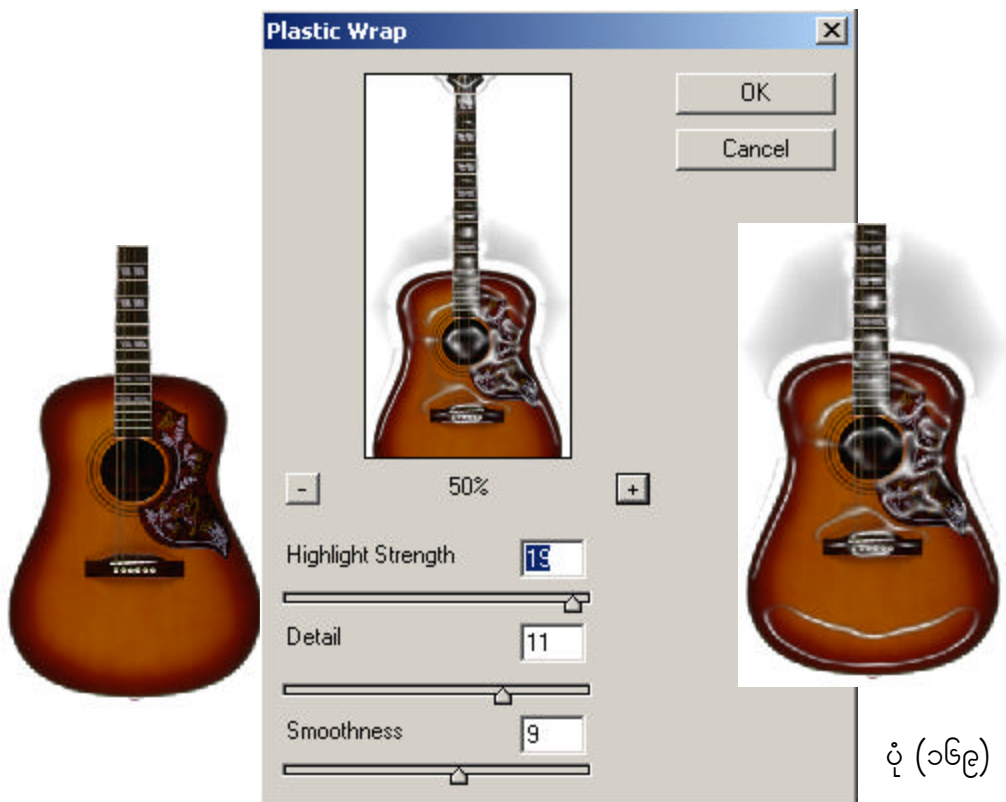 Plastic Wrap
OK
Cancel
- 50% +
Highlight Strength 19
Detail 11
Smoothness 9
ပုံ (၁၆၉)